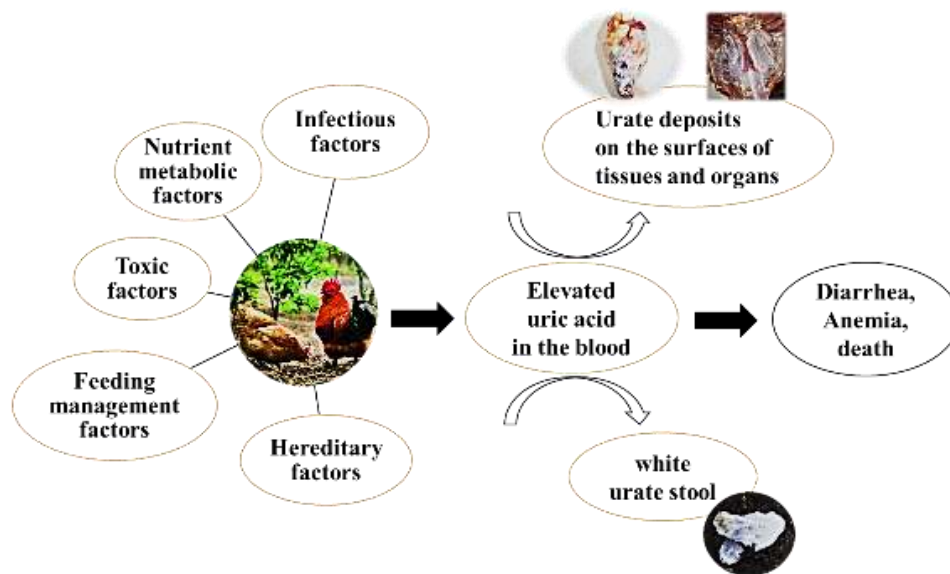 Infectious
factors
Nutrient
metabolic
factors
Toxic
factors
Feeding
management
factors
Hereditary
factors
Urate deposits
on the surfaces of
tissues and organs
Elevated
uric acid
in the blood
Diarrhea,
Anemia,
death
white
urate stool